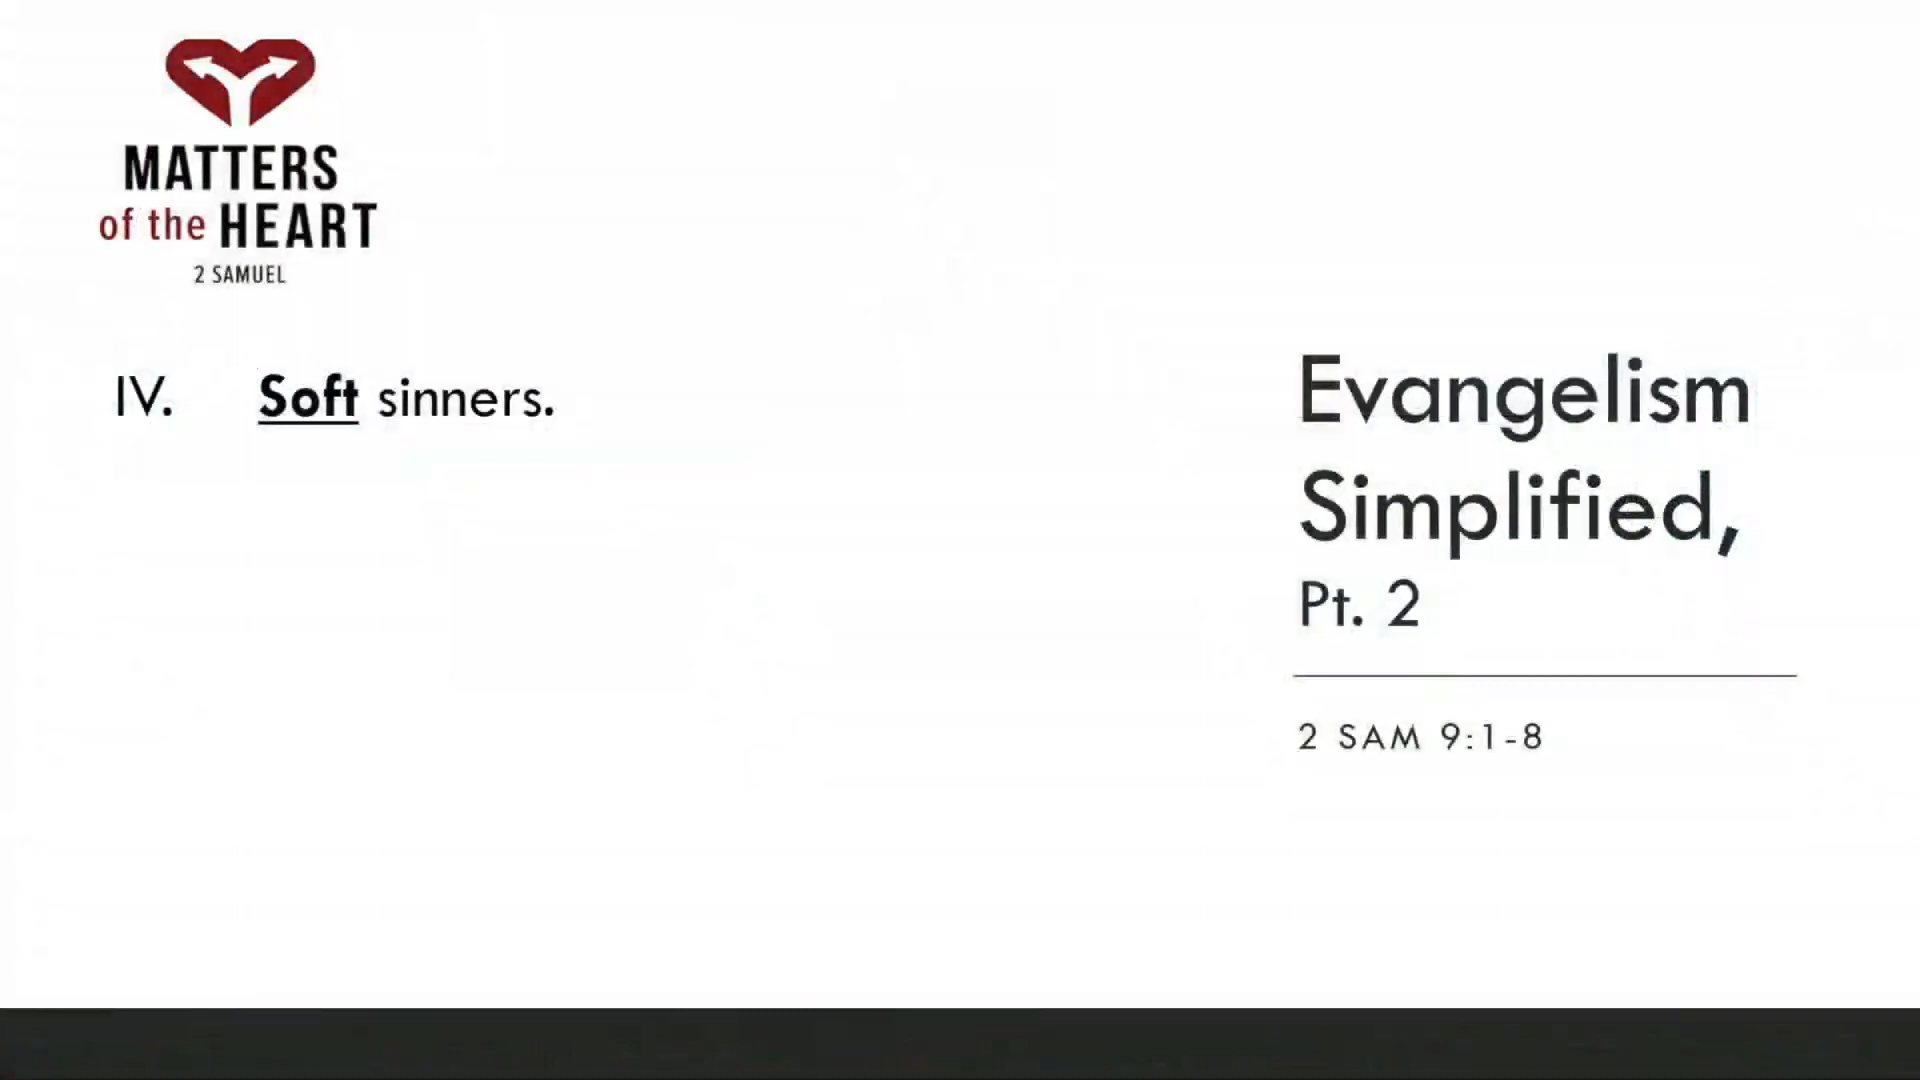 MATTERS
of the HEART
2 SAMUEL
IV. Soft sinners.
Evangelism
Simplified,
Pt. 2
2 SAM 9:1-8